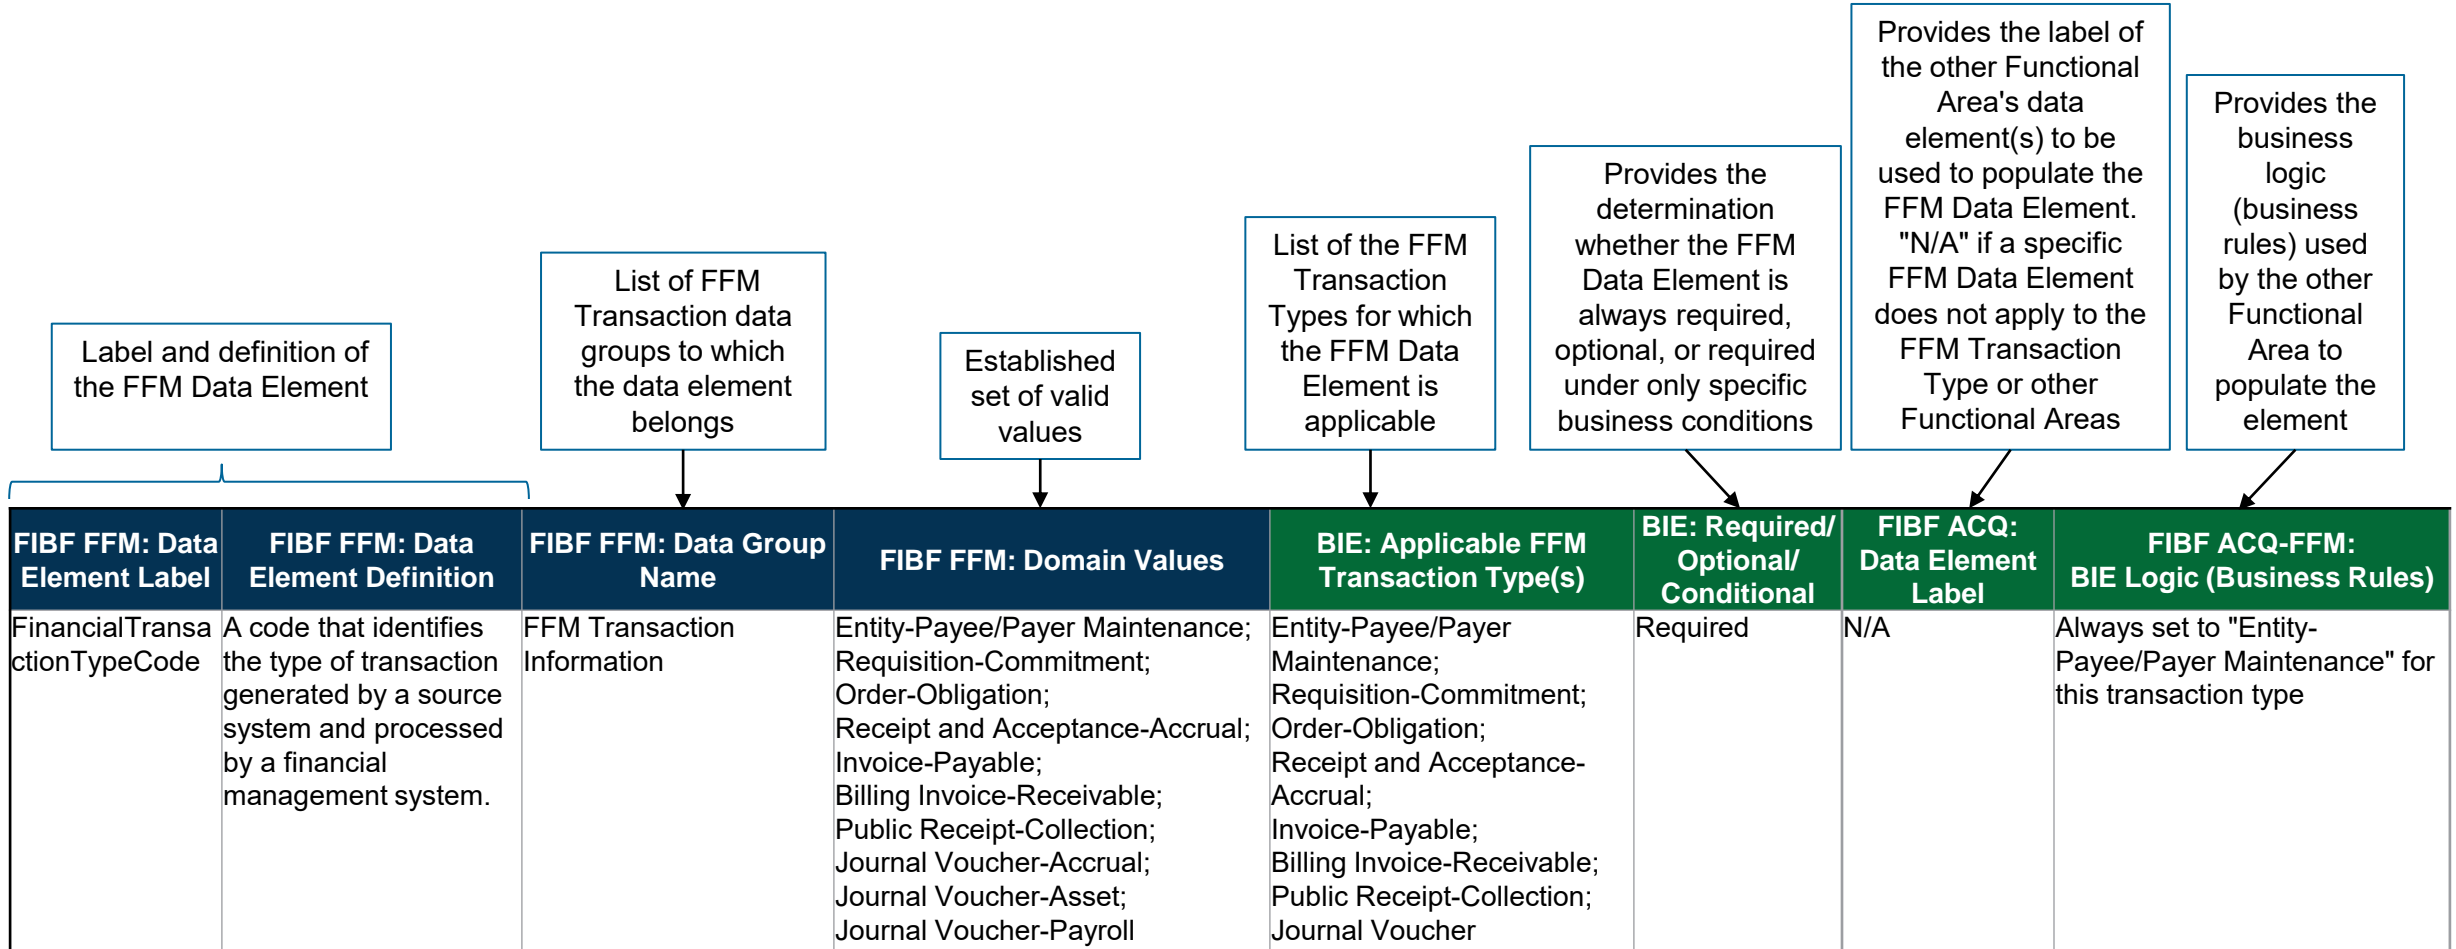 Label and definition of
the FFM Data Element
List of FFM
Transaction data
groups to which
the data element
belongs
Established
set of valid
values
List of the FFM
Transaction
Types for which
the FFM Data
Element is
applicable
Provides the
determination
whether the FFM
Data Element is
always required,
optional, or required
under only specific
business conditions
Provides the label of
the other Functional
Area's data
element(s) to be
used to populate the
FFM Data Element.
"N/A" if a specific
FFM Data Element
does not apply to the
FFM Transaction
Type or other
Functional Areas
Provides the
business
logic
(business
rules) used
by the other
Functional
Area to
populate the
element
FIBF FFM: Data
Element Label
FIBF FFM: Data
Element Definition
FIBF FFM: Data Group
Name
FIBF FFM: Domain Values
BIE: Applicable FFM
Transaction Type(s)
BIE: Required/
Optional/
Conditional
FIBF ACQ:
Data Element
Label
FIBF ACQ-FFM:
BIE Logic (Business Rules)
FinancialTransa
ctionTypeCode
A code that identifies
the type of transaction
generated by a source
system and processed
by a financial
management system.
FFM Transaction
Information
Entity-Payee/Payer Maintenance;
Requisition-Commitment;
Order-Obligation;
Receipt and Acceptance-Accrual;
Invoice-Payable;
Billing Invoice-Receivable;
Public Receipt-Collection;
Journal Voucher-Accrual;
Journal Voucher-Asset;
Journal Voucher-Payroll
Entity-Payee/Payer
Maintenance;
Requisition-Commitment;
Order-Obligation;
Receipt and Acceptance-
Accrual;
Invoice-Payable;
Billing Invoice-Receivable;
Public Receipt-Collection;
Journal Voucher
Required
N/A
Always set to "Entity-
Payee/Payer Maintenance" for
this transaction type